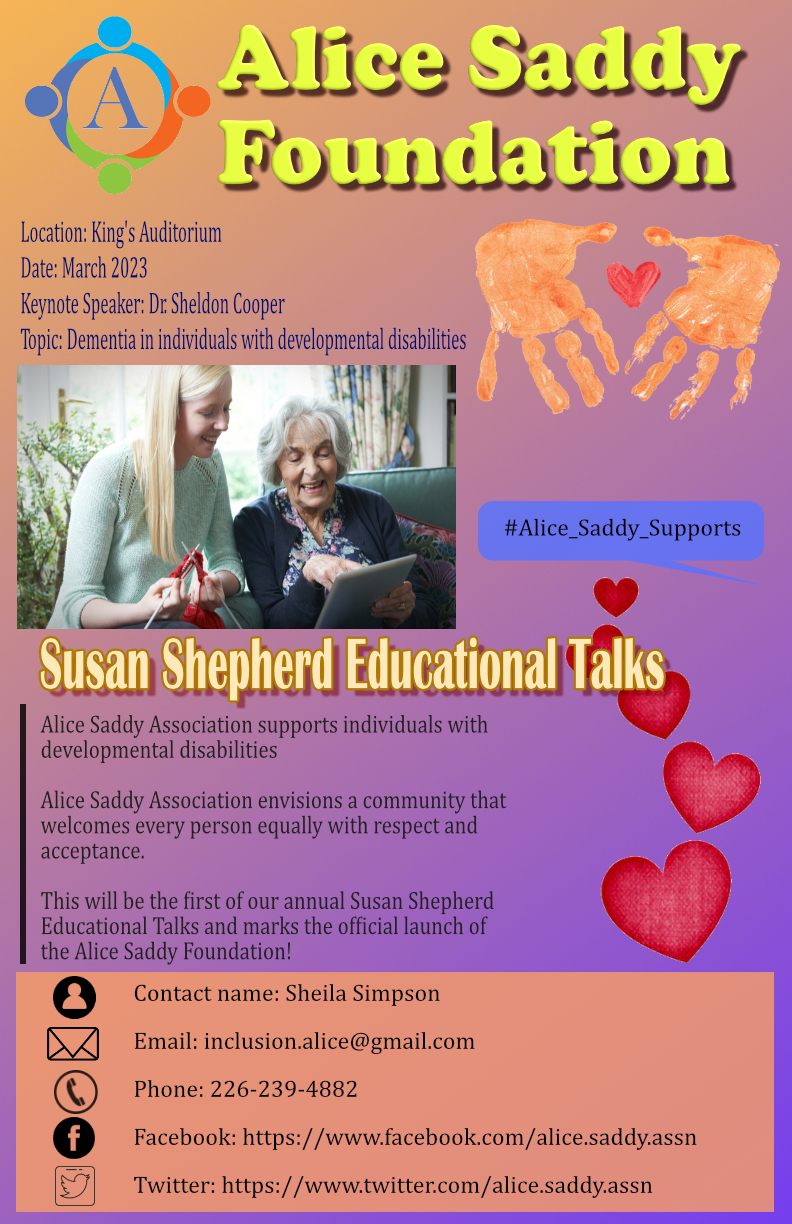 A
Alice Saddy
Foundation
Location: King's Auditorium
Date: March 2023
Keynote Speaker: Dr. Sheldon Cooper
Topic: Dementia in individuals with developmental disabilities
#Alice_Saddy_Supports
Susan Shepherd Educational Talks
Alice Saddy Association supports individuals with
developmental disabilities
Alice Saddy Association envisions a community that
welcomes every person equally with respect and
acceptance.
This will be the first of our annual Susan Shepherd
Educational Talks and marks the official launch of
the Alice Saddy Foundation!
Contact name: Sheila Simpson
Email: inclusion.alice@gmail.com
Phone: 226-239-4882
Facebook: https://www.facebook.com/alice.saddy.assn
Twitter: https://www.twitter.com/alice.saddy.assn